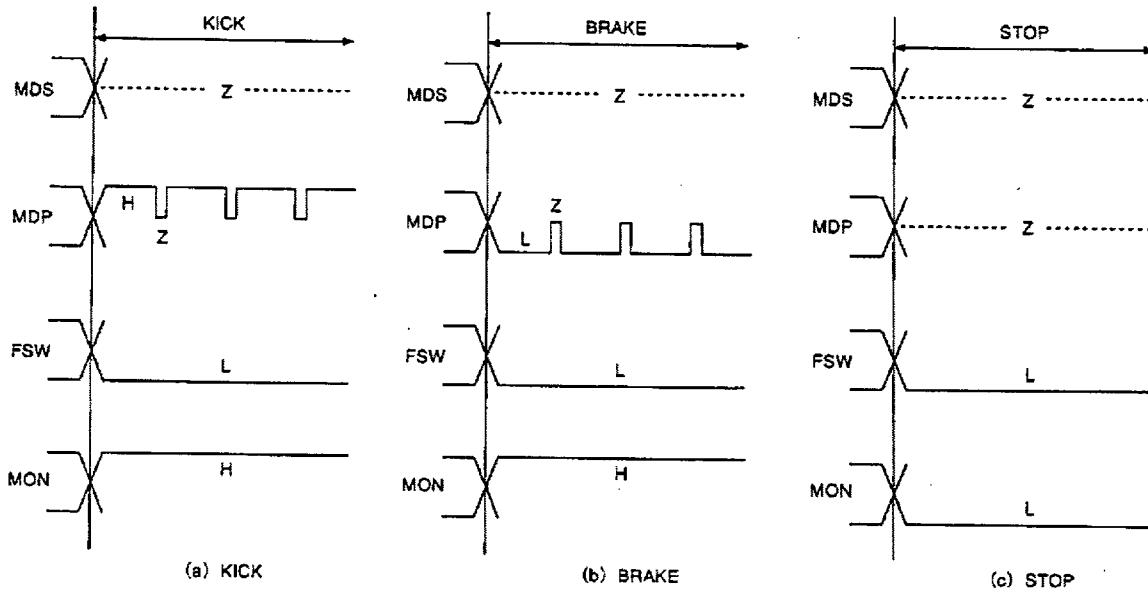 KICK
MDS
Z
MDP
H
Z
FSW
L
MON
H
(a) KICK
BRAKE
MDS
Z
MDP
Z
L
FSW
L
MON
H
(b) BRAKE
STOP
MDS
Z
MDP
Z
FSW
L
MON
L
(c) STOP